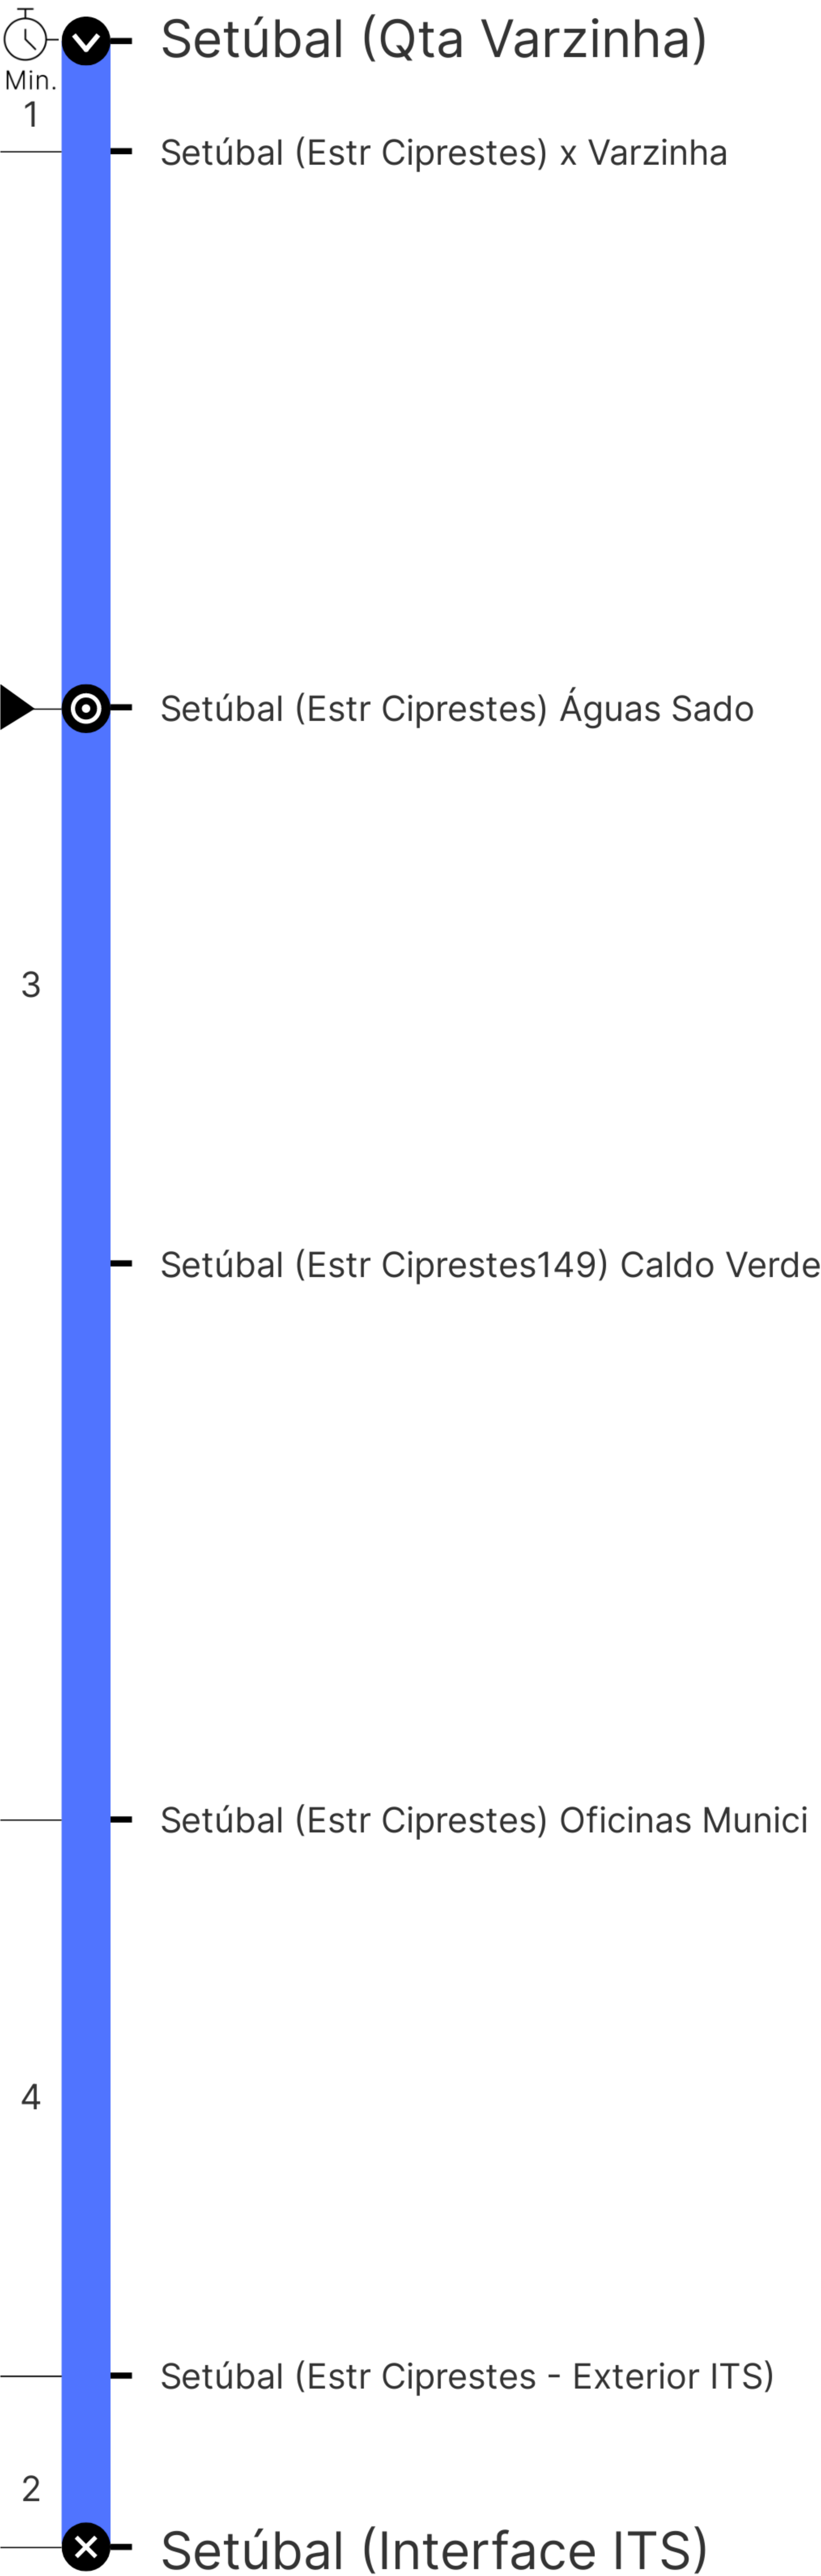 Setúbal (Qta Varzinha)
Min.
1
Setúbal (Estr Ciprestes) x Varzinha
Setúbal (Estr Ciprestes) Águas Sado
3
Setúbal (Estr Ciprestes149) Caldo Verde
Setúbal (Estr Ciprestes) Oficinas Munici
4
Setúbal (Estr Ciprestes - Exterior ITS)
2
Setúbal (Interface ITS)